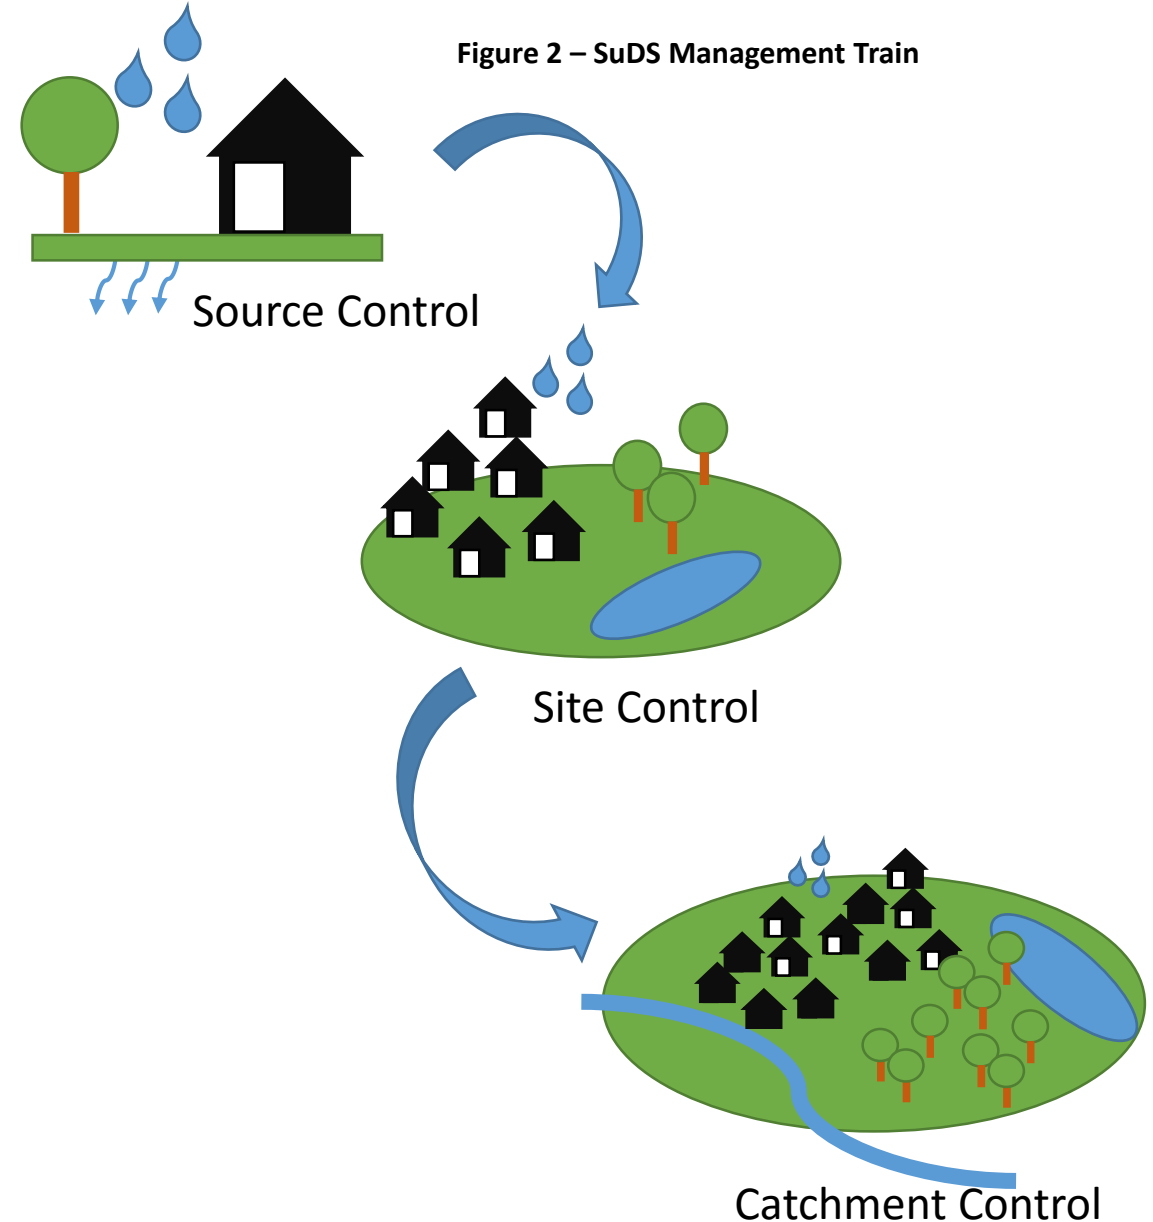 Figure 2 – SuDS Management Train
Source Control
Site Control
Catchment Control